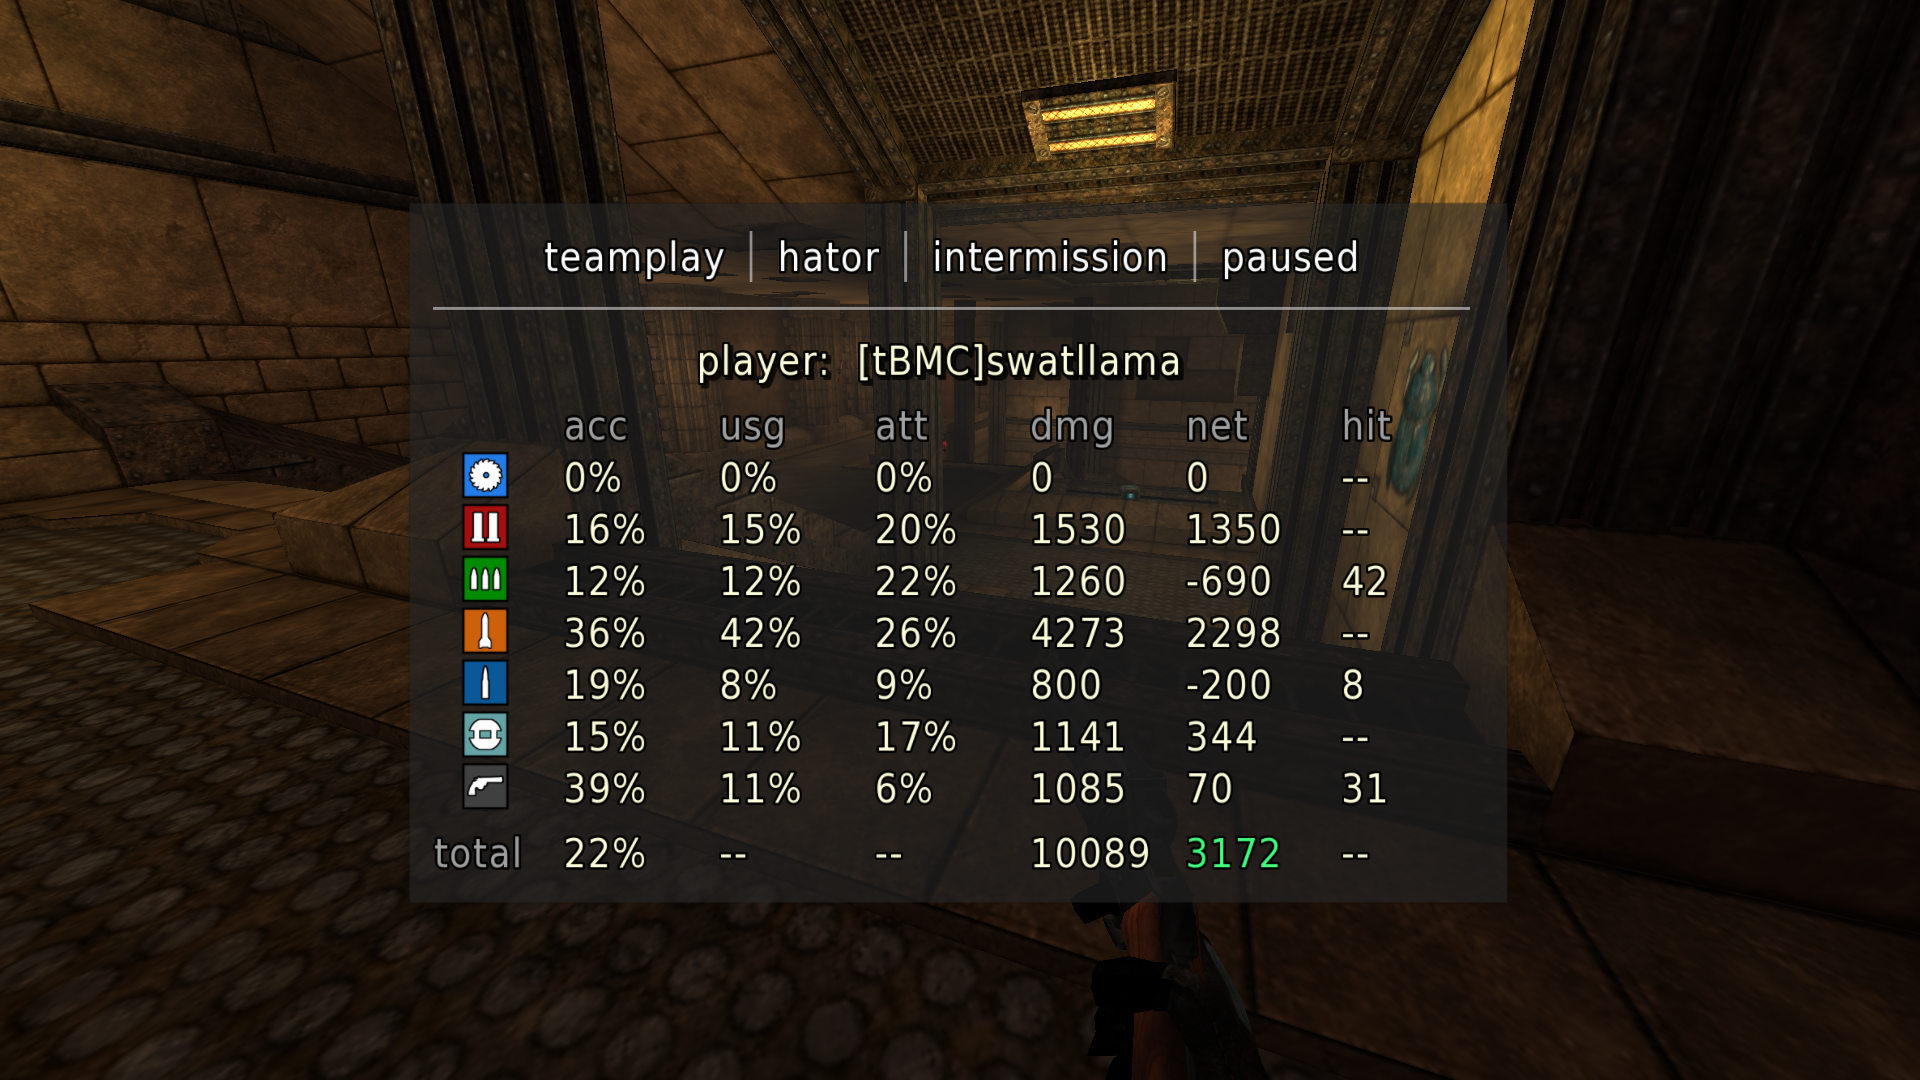 teamplay | hator | intermission | paused
player: [tBMC]swatllama
acc usg att dmg net hit
0% 0% 0% 0 0 --
16% 15% 20% 1530 1350 --
12% 12% 22% 1260 -690 42
36% 42% 26% 4273 2298 --
19% 8% 9% 800 -200 8
15% 11% 17% 1141 344 --
39% 11% 6% 1085 70 31
total 22% -- -- 10089 3172 --